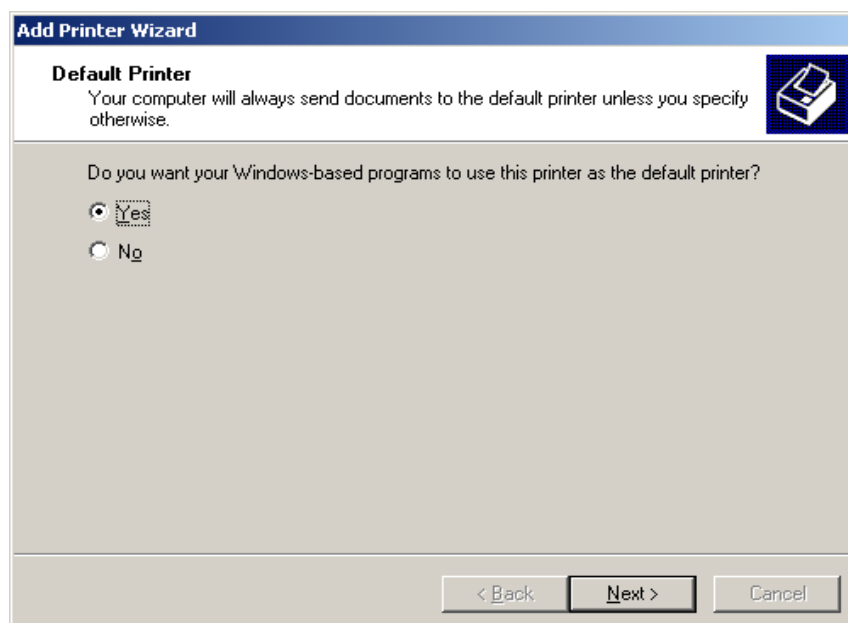 Add Printer Wizard
Default Printer
Your computer will always send documents to the default printer unless you specify
otherwise.
Do you want your Windows-based programs to use this printer as the default printer?
Yes
No
< Back
Next >
Cancel